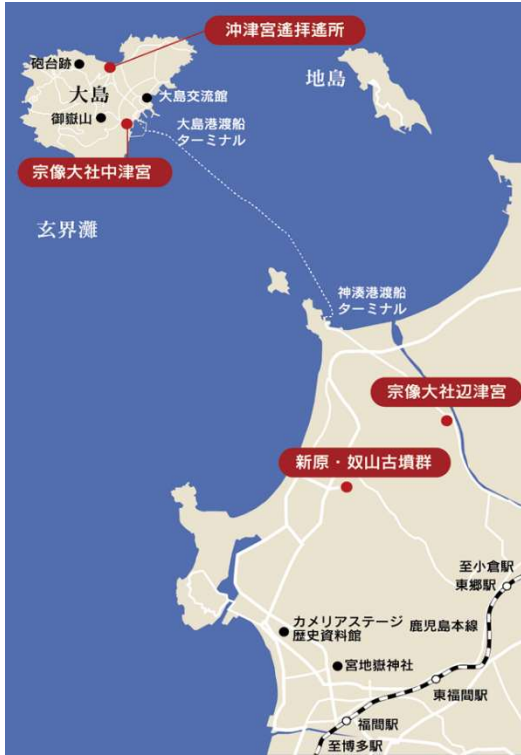 沖津宮遙拝遙所
砲台跡
大島
地島
大島交流館
御嶽山
大島港渡船
ターミナル
宗像大社中津宮
玄界灘
神湊港渡船
ターミナル
宗像大社辺津宮
新原・奴山古墳群
至小倉駅
東郷駅
カメリアステージ
歴史資料館
鹿児島本線
宮地嶽神社
東福間駅
福間駅
至博多駅